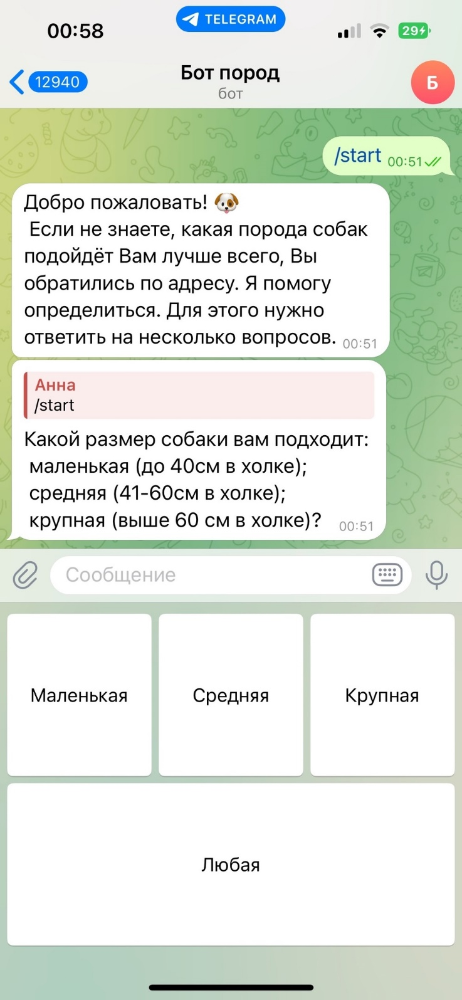 00:58
TELEGRAM
29
12940
Бот пород
бот
Б
/start 00:51
Добро пожаловать! 🐶
Если не знаете, какая порода собак
подойдёт Вам лучше всего, Вы
обратились по адресу. Я помогу
определиться. Для этого нужно
ответить на несколько вопросов. 00:51
Анна
/start
Какой размер собаки вам подходит:
маленькая (до 40см в холке);
средняя (41-60см в холке);
крупная (выше 60 см в холке)? 00:51
Сообщение
Маленькая
Средняя
Крупная
Любая